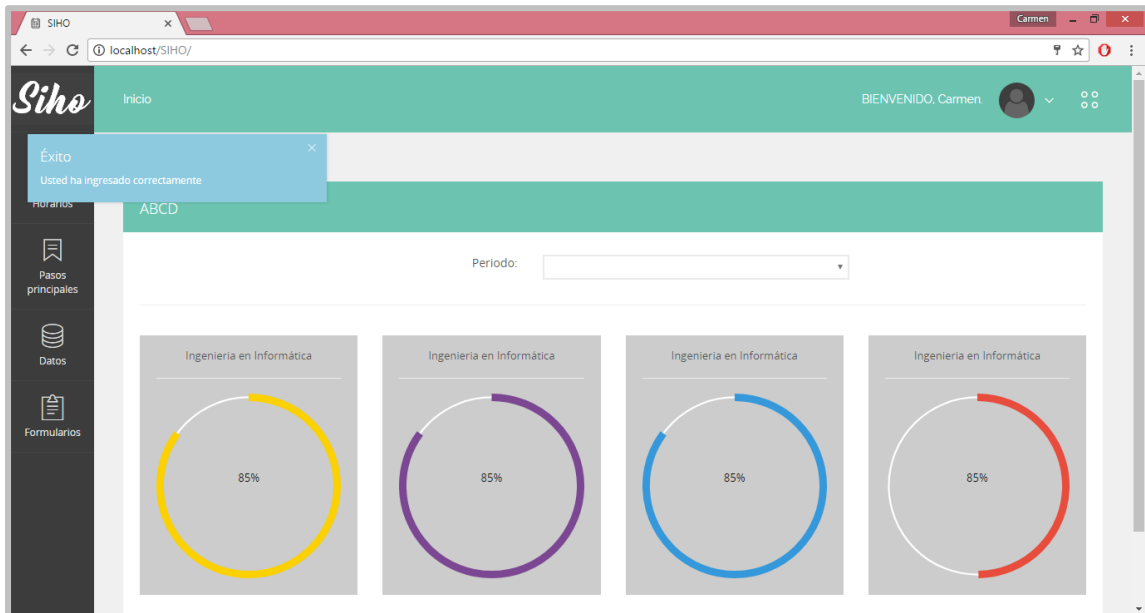 SIHO
Carmen
localhost/SIHO/
Siho
Inicio
BIENVENIDO, Carmen.
Éxito
Usted ha ingresado correctamente
Horarios
ABCD
Periodo:
Pasos
principales
Datos
Formularios
Ingenieria en Informática
Ingenieria en Informática
Ingenieria en Informática
Ingenieria en Informática
85%
85%
85%
85%